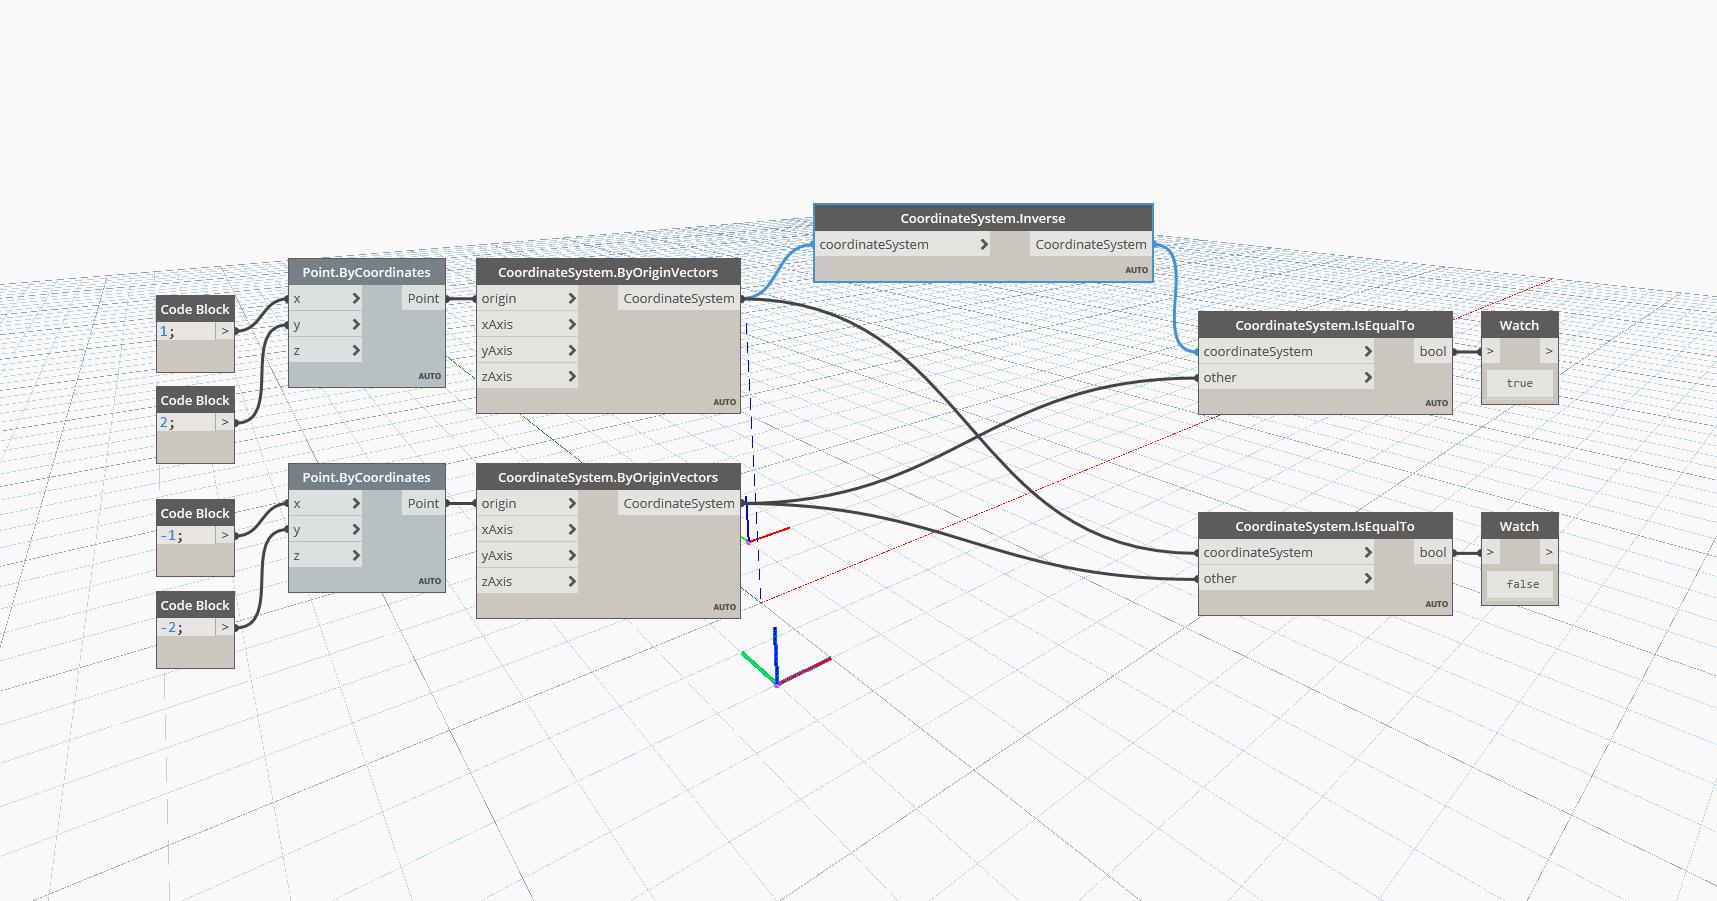 CoordinateSystem.Inverse
coordinateSystem > CoordinateSystem
AUTO
Code Block
1; >
Code Block
2; >
Point.ByCoordinates
x > Point
y >
z >
AUTO
CoordinateSystem.ByOriginVectors
origin > CoordinateSystem
xAxis >
yAxis >
zAxis >
AUTO
CoordinateSystem.IsEqualTo
coordinateSystem > bool
other >
AUTO
Watch
> >
true
Code Block
-1; >
Code Block
-2; >
Point.ByCoordinates
x > Point
y >
z >
AUTO
CoordinateSystem.ByOriginVectors
origin > CoordinateSystem
xAxis >
yAxis >
zAxis >
AUTO
CoordinateSystem.IsEqualTo
coordinateSystem > bool
other >
AUTO
Watch
> >
false